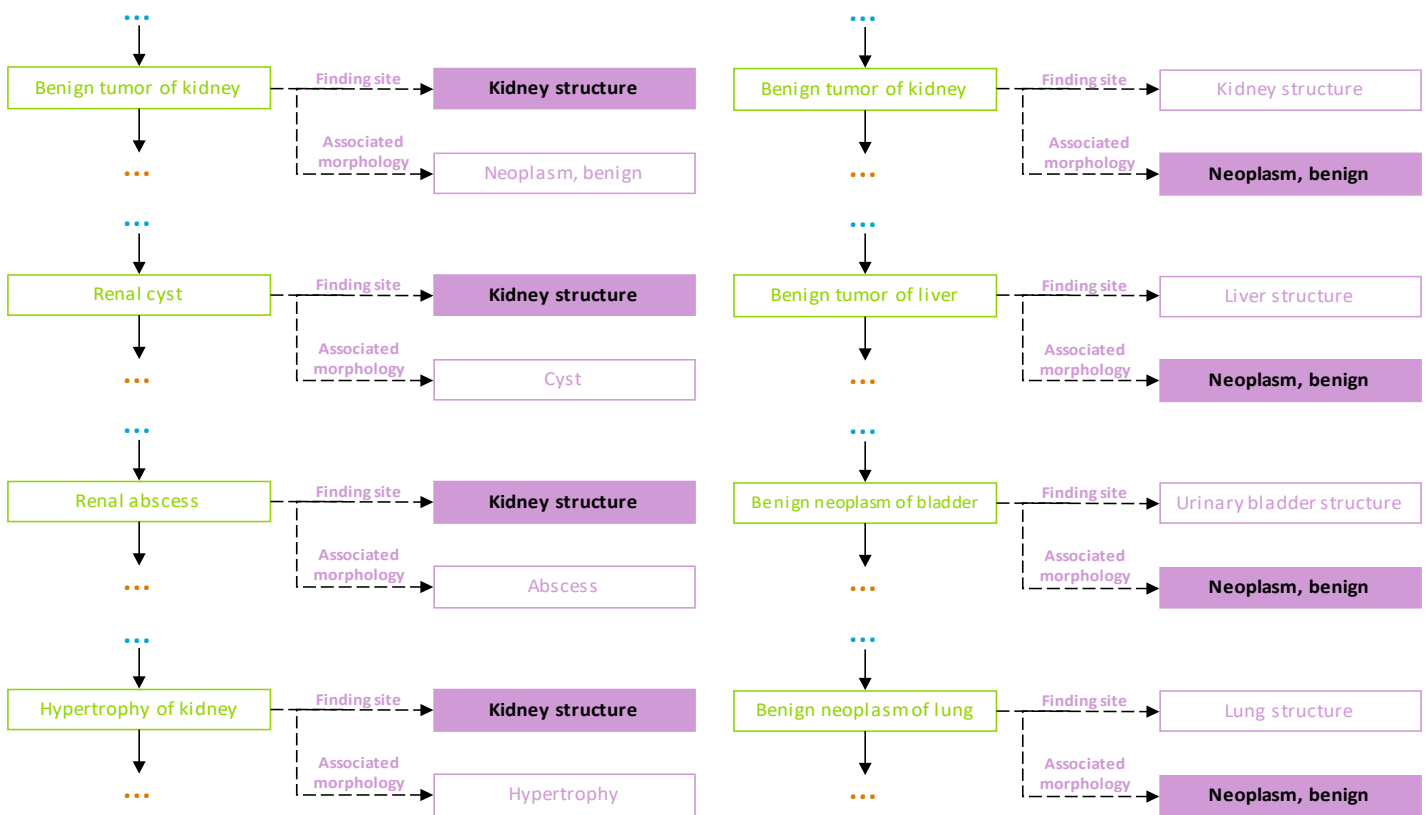 ...
...
Benign tumor of kidney
Finding site
Kidney structure
Associated
morphology
Neoplasm, benign
...
...
Renal cyst
Finding site
Kidney structure
Associated
morphology
Cyst
...
...
Renal abscess
Finding site
Kidney structure
Associated
morphology
Abscess
...
...
Hypertrophy of kidney
Finding site
Kidney structure
Associated
morphology
Hypertrophy
...
...
Benign tumor of kidney
Finding site
Kidney structure
Associated
morphology
Neoplasm, benign
...
...
Benign tumor of liver
Finding site
Liver structure
Associated
morphology
Neoplasm, benign
...
...
Benign neoplasm of bladder
Finding site
Urinary bladder structure
Associated
morphology
Neoplasm, benign
...
...
Benign neoplasm of lung
Finding site
Lung structure
Associated
morphology
Neoplasm, benign
...